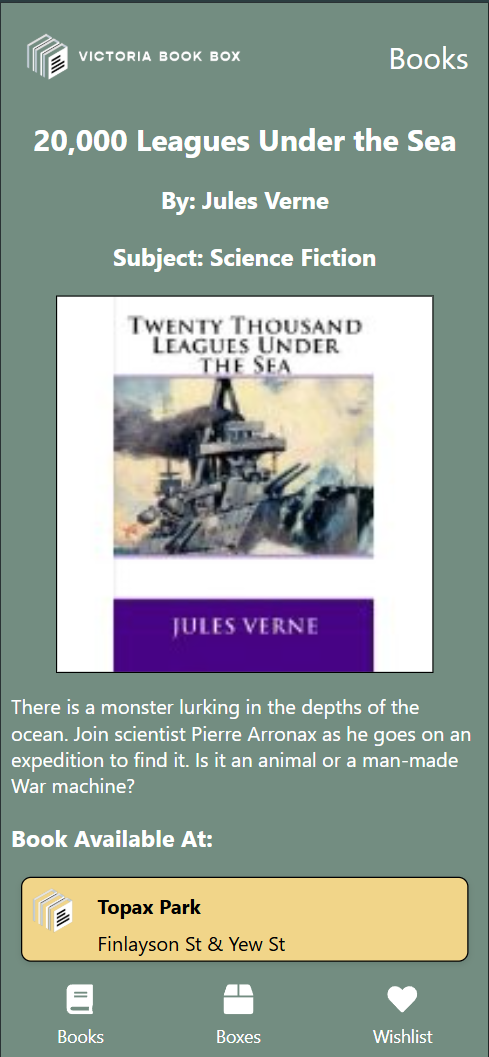 VICTORIA BOOK BOX
Books
20,000 Leagues Under the Sea
By: Jules Verne
Subject: Science Fiction
TWENTY THOUSAND
LEAGUES UNDER
THE SEA
JULES VERNE
There is a monster lurking in the depths of the
ocean. Join scientist Pierre Arronax as he goes on an
expedition to find it. Is it an animal or a man-made
War machine?
Book Available At:
Topax Park
Finlayson St & Yew St
Books
Boxes
Wishlist